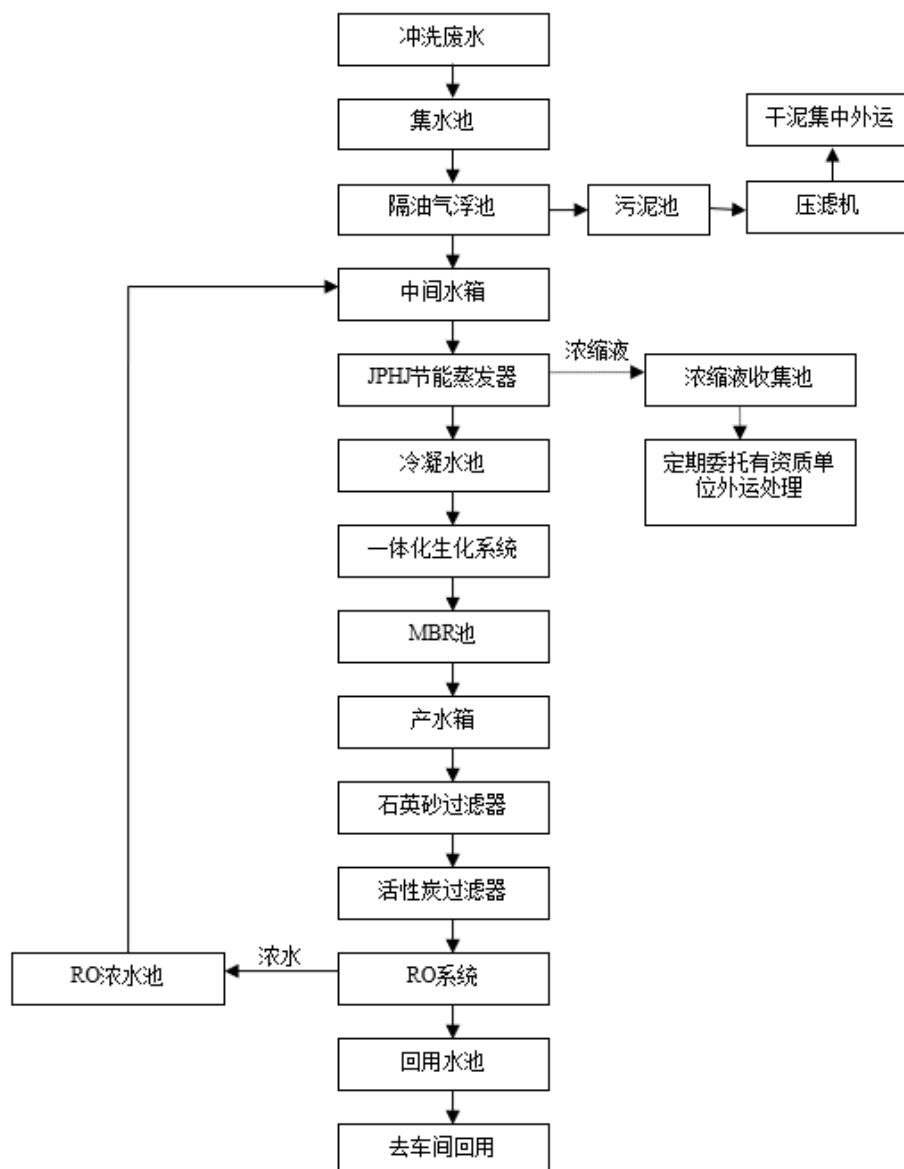 冲洗废水
集水池
干泥集中外运
隔油气浮池
污泥池
压滤机
中间水箱
浓缩液
JPHJ节能蒸发器
浓缩液收集池
冷凝水池
定期委托有资质单
位外运处理
一体化生化系统
MBR池
产水箱
石英砂过滤器
活性炭过滤器
浓水
RO浓水池
RO系统
回用水池
去车间回用